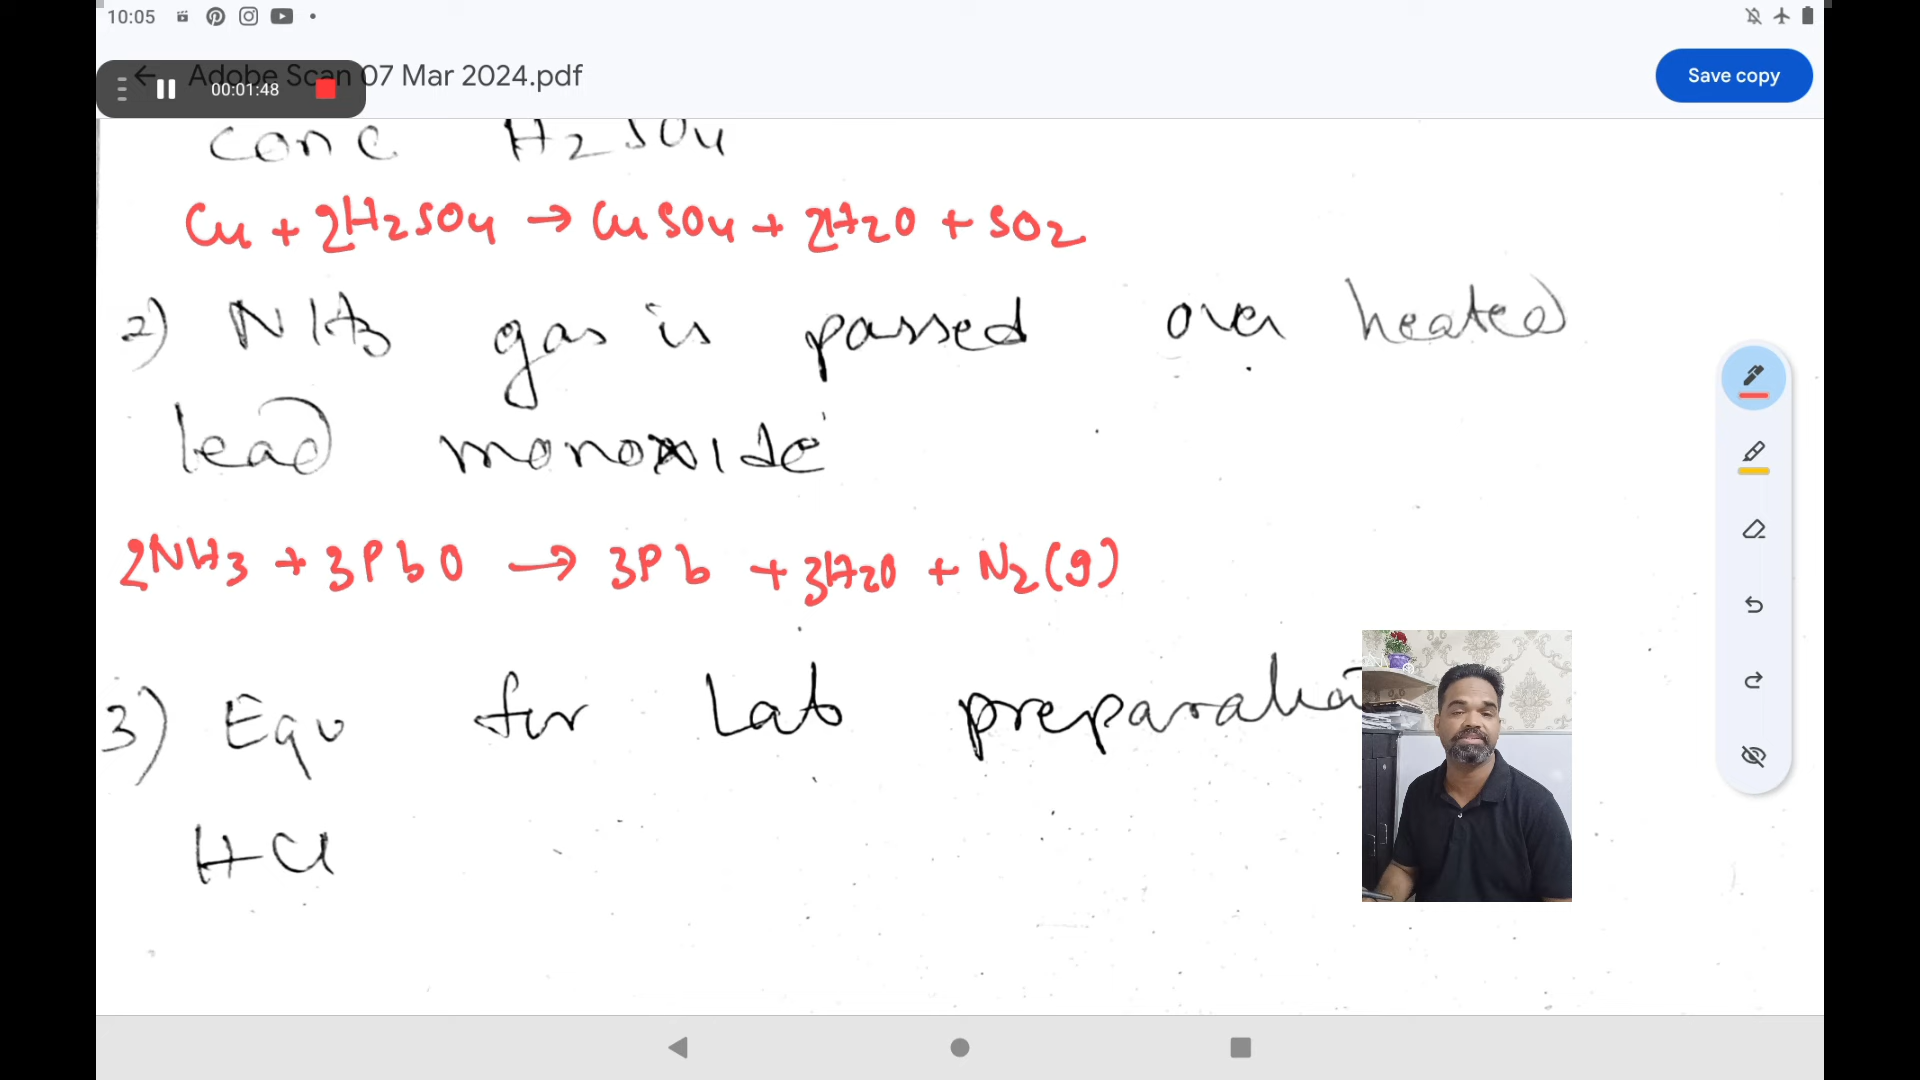 10:05
Adobe Scan 07 Mar 2024.pdf
00:01:48
Save copy
conc H2SO4
Cu + 2H2SO4 → CuSO4 + 2H2O + SO2
2) NH3 gas is passed over heated
lead monoxide
2NH3 + 3PbO → 3Pb + 3H2O + N2(g)
3) Equ for Lab
HCl